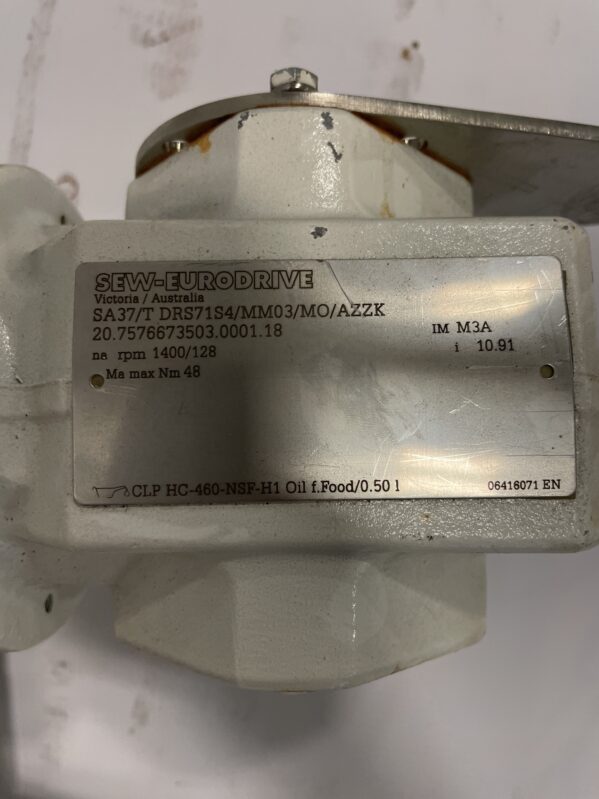 SEW-EURODRIVE
Victoria / Australia
SA37/T DRS71S4/MM03/MO/AZZK
20.7576673503.0001.18
IM M3A
na rpm 1400/128
i 10.91
Ma max Nm 48
CLP HC-460-NSF-H1 Oil f.Food/0.50 l
06416071 EN